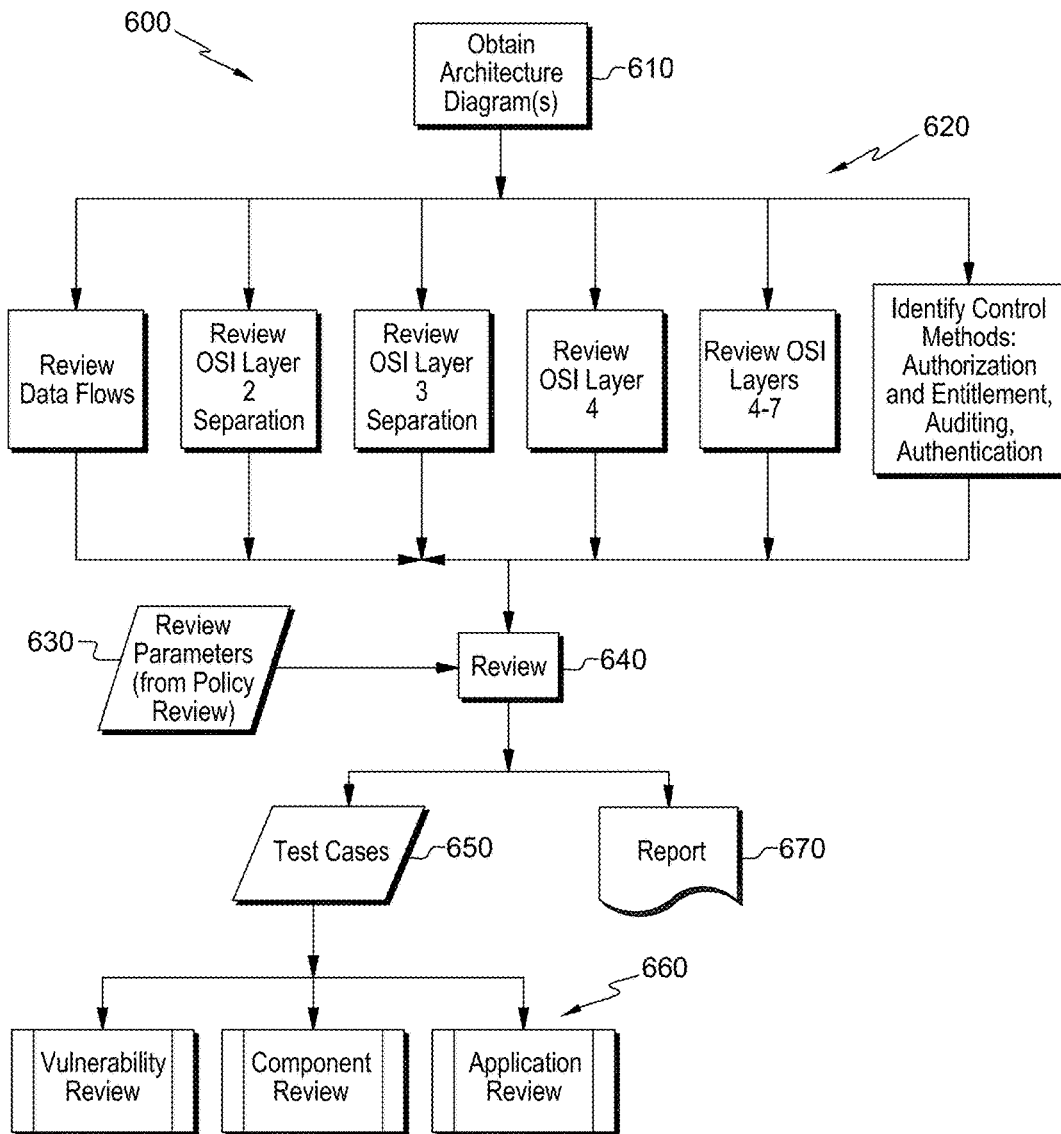 600
Obtain
Architecture
Diagram(s)
610
620
Review
Data Flows
Review
OSI Layer
2
Separation
Review
OSI Layer
3
Separation
Review
OSI Layer
4
Review OSI
Layers
4-7
Identify Control
Methods:
Authorization
and Entitlement,
Auditing,
Authentication
630
Review
Parameters
(from Policy
Review)
Review
640
Test Cases
650
Report
670
660
Vulnerability
Review
Component
Review
Application
Review